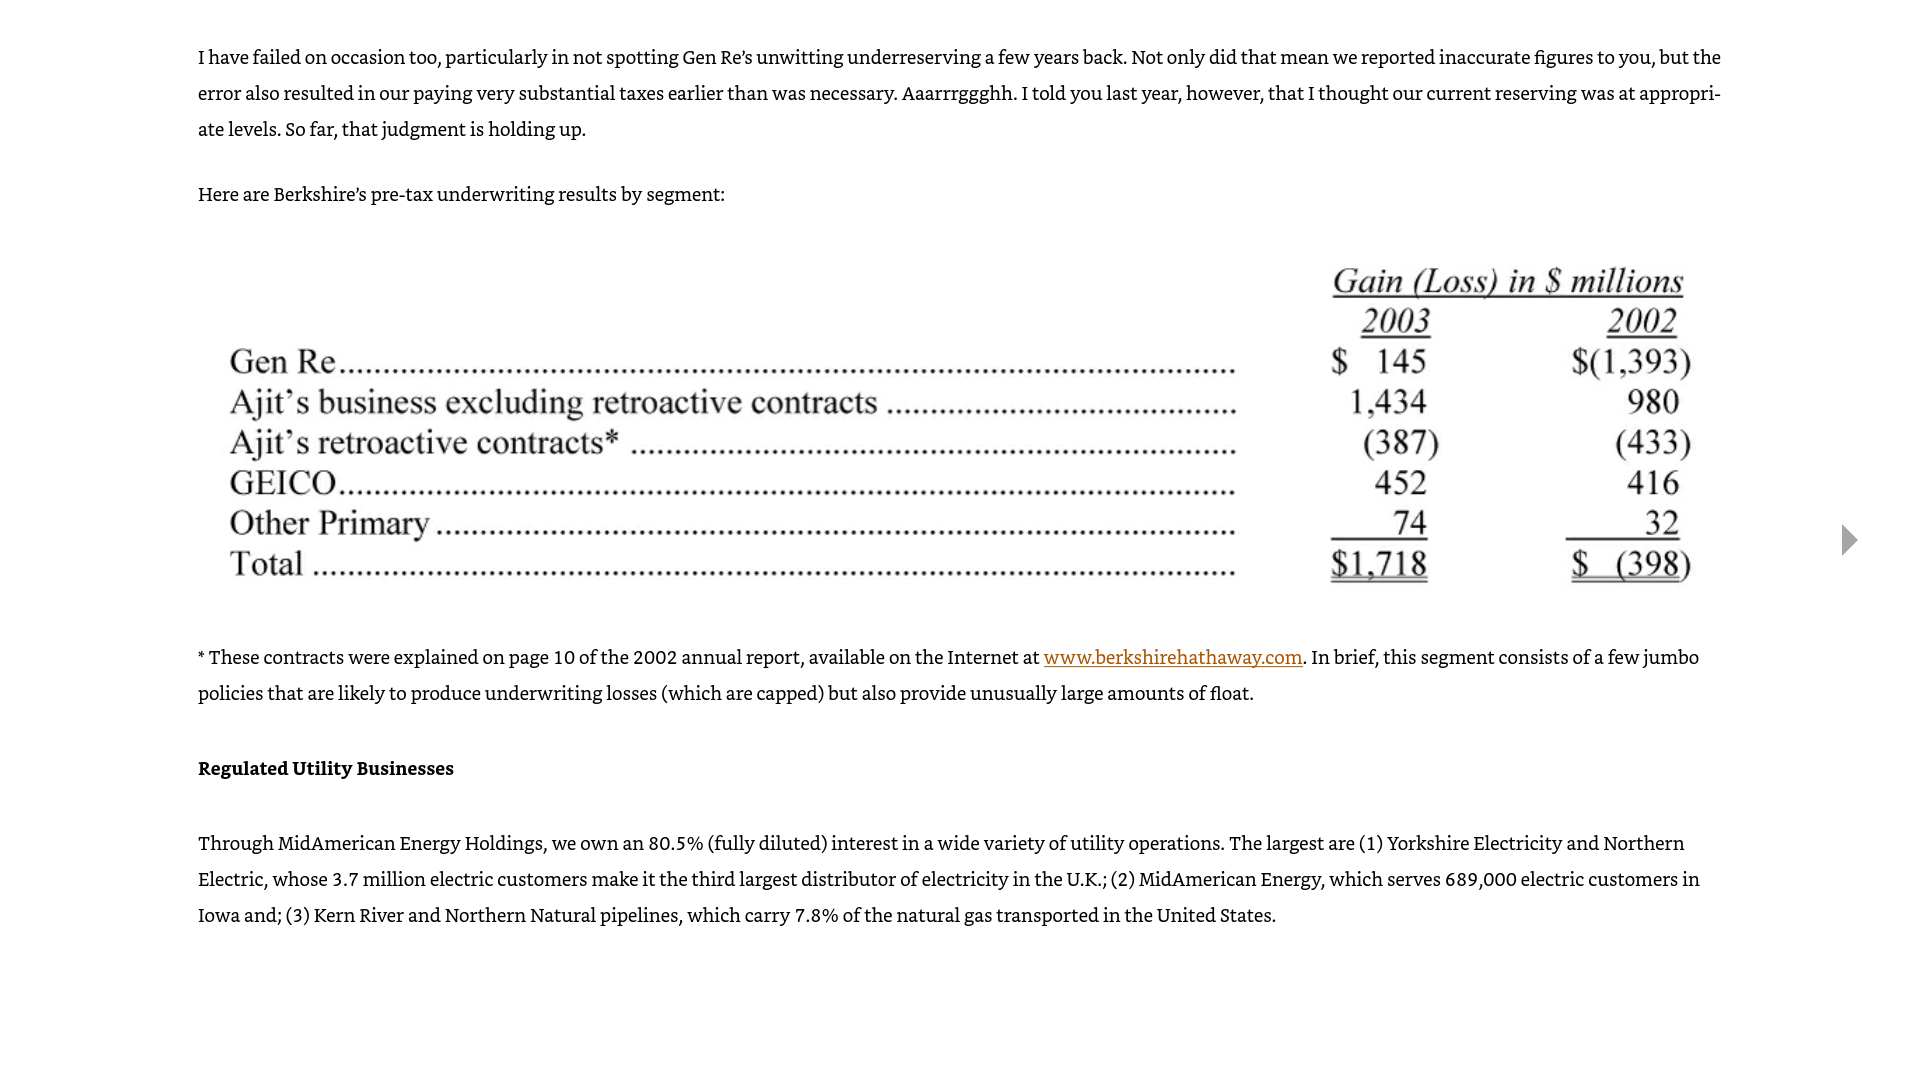 I have failed on occasion too, particularly in not spotting Gen Re’s unwitting underreserving a few years back. Not only did that mean we reported inaccurate figures to you, but the
error also resulted in our paying very substantial taxes earlier than was necessary. Aaarrrggghh. I told you last year, however, that I thought our current reserving was at appropri-
ate levels. So far, that judgment is holding up.
Here are Berkshire’s pre-tax underwriting results by segment:
Gain (Loss) in $ millions
2003 2002
Gen Re.......... $ 145 $(1,393)
Ajit’s business excluding retroactive contracts .......... 1,434 980
Ajit’s retroactive contracts* .......... (387) (433)
GEICO.......... 452 416
Other Primary .......... 74 32
Total .......... $1,718 $ (398)
* These contracts were explained on page 10 of the 2002 annual report, available on the Internet at www.berkshirehathaway.com. In brief, this segment consists of a few jumbo
policies that are likely to produce underwriting losses (which are capped) but also provide unusually large amounts of float.
Regulated Utility Businesses
Through MidAmerican Energy Holdings, we own an 80.5% (fully diluted) interest in a wide variety of utility operations. The largest are (1) Yorkshire Electricity and Northern
Electric, whose 3.7 million electric customers make it the third largest distributor of electricity in the U.K.; (2) MidAmerican Energy, which serves 689,000 electric customers in
Iowa and; (3) Kern River and Northern Natural pipelines, which carry 7.8% of the natural gas transported in the United States.